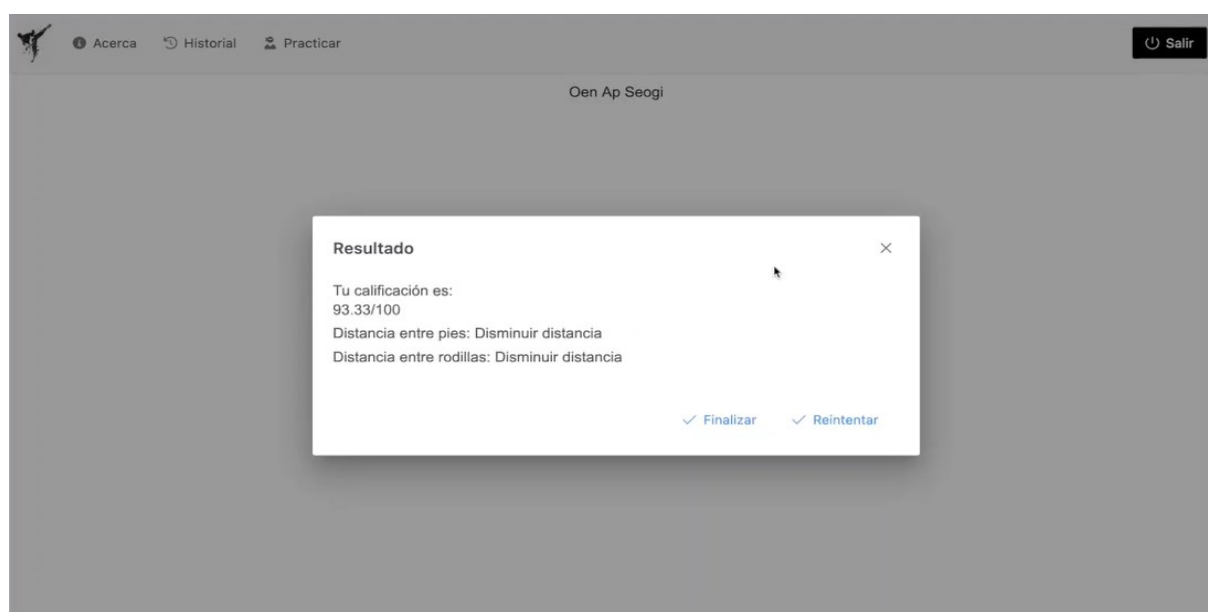 Acerca Historial Practicar Salir
Oen Ap Seogi
Resultado
Tu calificación es:
93.33/100
Distancia entre pies: Disminuir distancia
Distancia entre rodillas: Disminuir distancia
Finalizar Reintentar